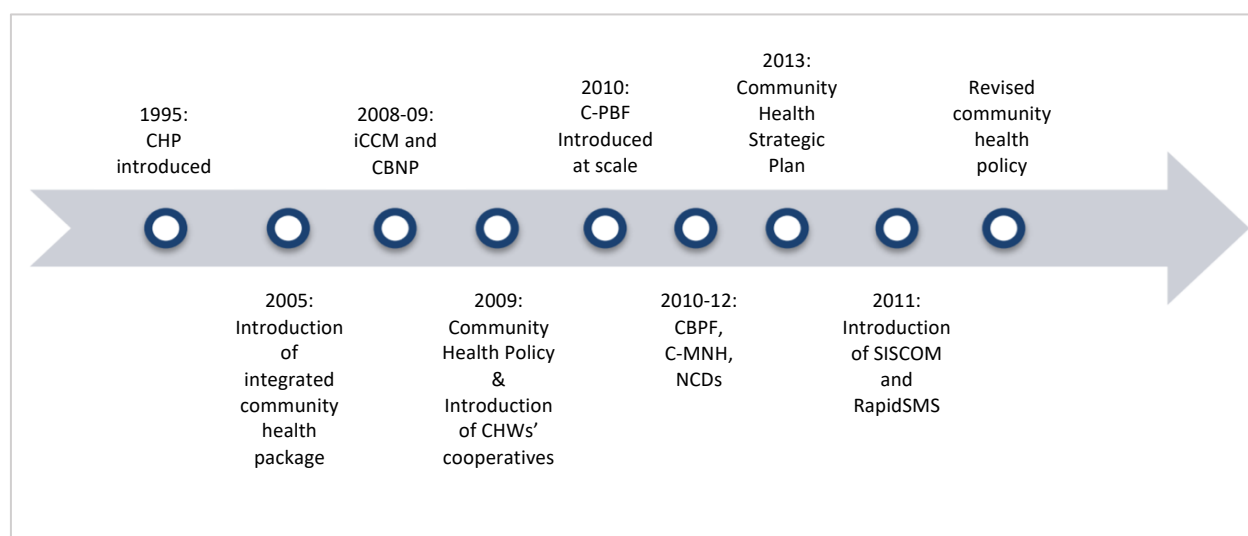 1995:
CHP
introduced
2005:
Introduction
of
integrated
community
health
package
2008-09:
iCCM and
CBNP
2009:
Community
Health Policy
&
Introduction
of CHWs’
cooperatives
2010:
C-PBF
Introduced
at scale
2010-12:
CBPF,
C-MNH,
NCDs
2013:
Community
Health
Strategic
Plan
2011:
Introduction
of SISCOM
and
RapidSMS
Revised
community
health
policy